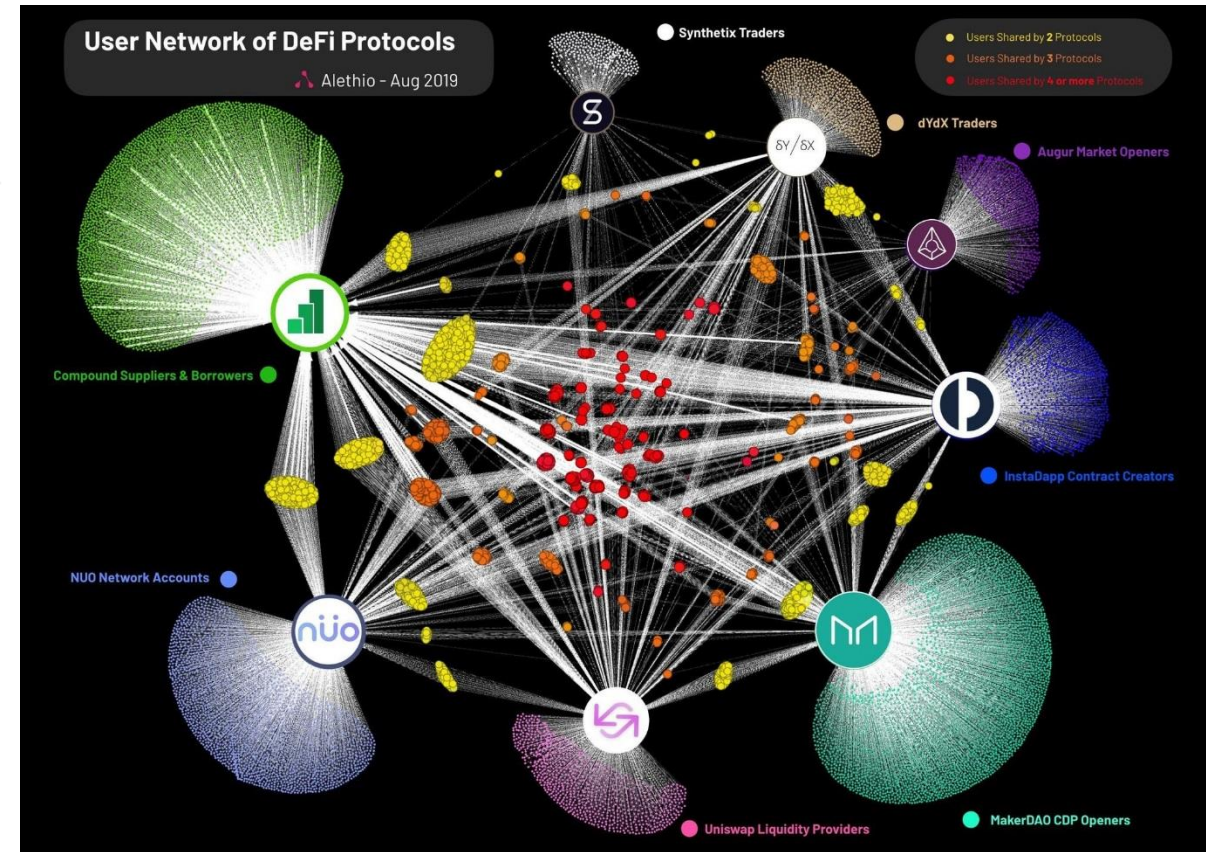 User Network of DeFi Protocols
Alethio - Aug 2019
Synthetix Traders
Users Shared by 2 Protocols
Users Shared by 3 Protocols
Users Shared by 4 or more Protocols
S
δY/δX
dYdX Traders
Augur Market Openers
Compound Suppliers & Borrowers
InstaDapp Contract Creators
NUO Network Accounts
nüo
Uniswap Liquidity Providers
MakerDAO CDP Openers